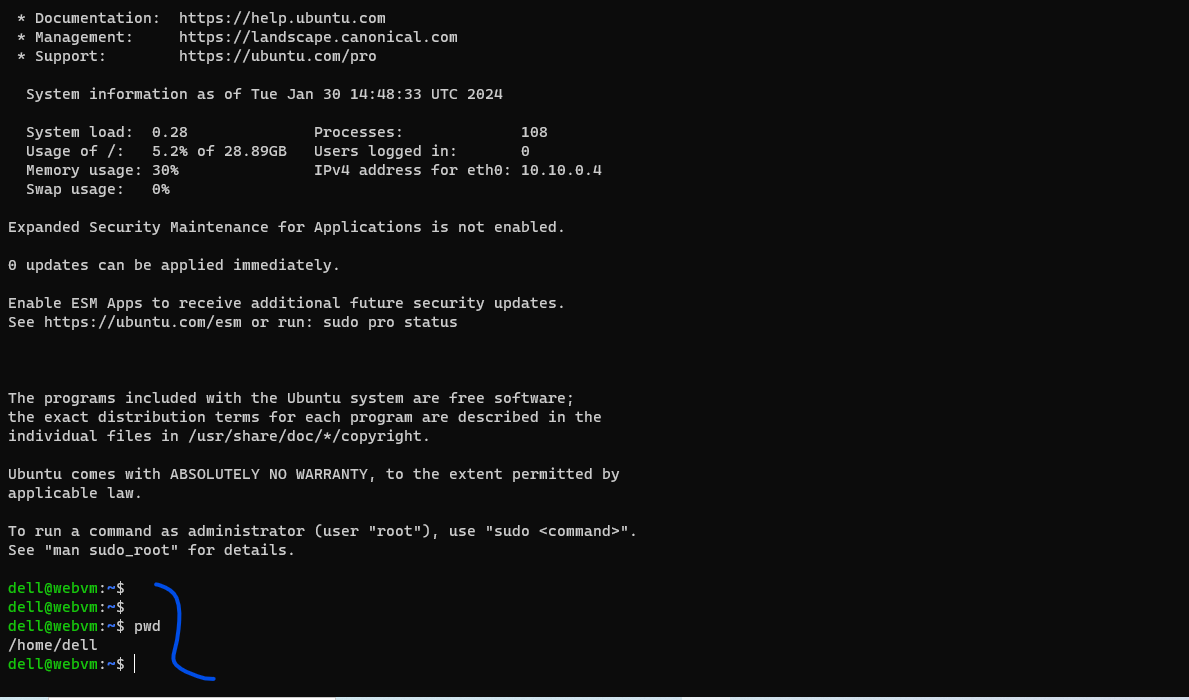 * Documentation:  https://help.ubuntu.com
* Management:     https://landscape.canonical.com
* Support:        https://ubuntu.com/pro
System information as of Tue Jan 30 14:48:33 UTC 2024
System load:  0.28              Processes:             108
Usage of /:   5.2% of 28.89GB   Users logged in:       0
Memory usage: 30%               IPv4 address for eth0: 10.10.0.4
Swap usage:   0%
Expanded Security Maintenance for Applications is not enabled.
0 updates can be applied immediately.
Enable ESM Apps to receive additional future security updates.
See https://ubuntu.com/esm or run: sudo pro status
The programs included with the Ubuntu system are free software;
the exact distribution terms for each program are described in the
individual files in /usr/share/doc/*/copyright.
Ubuntu comes with ABSOLUTELY NO WARRANTY, to the extent permitted by
applicable law.
To run a command as administrator (user "root"), use "sudo <command>".
See "man sudo_root" for details.
dell@webvm:~$
dell@webvm:~$
dell@webvm:~$ pwd
/home/dell
dell@webvm:~$